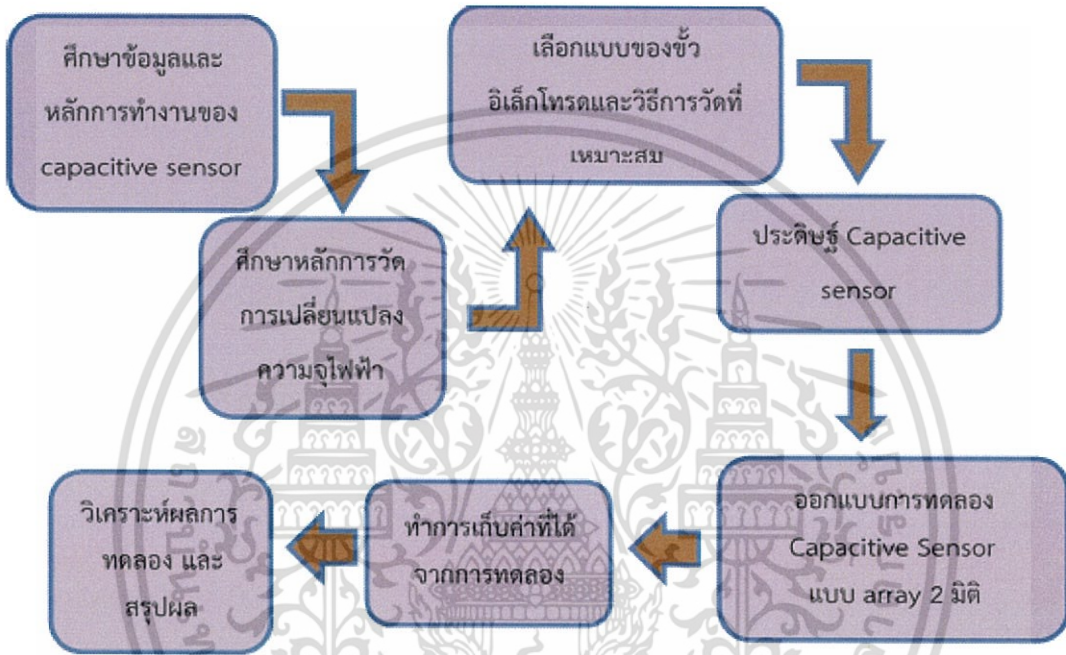 ศึกษาข้อมูลและ
หลักการทำงานของ
capacitive sensor
ศึกษาหลักการวัด
การเปลี่ยนแปลง
ความจุไฟฟ้า
เลือกแบบของขั้ว
อิเล็กโทรดและวิธีการวัดที่
เหมาะสม
ประดิษฐ์ Capacitive
sensor
ออกแบบการทดลอง
Capacitive Sensor
แบบ array 2 มิติ
ทำการเก็บค่าที่ได้
จากการทดลอง
วิเคราะห์ผลการ
ทดลอง และ
สรุปผล